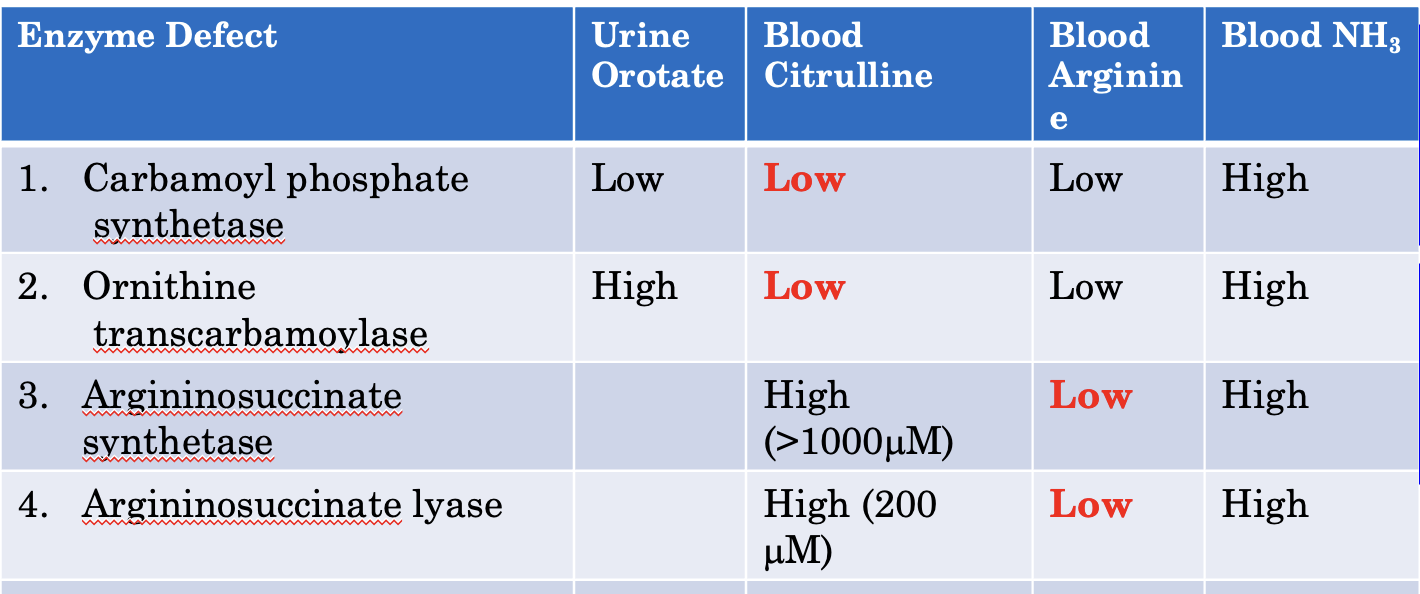 Enzyme Defect
Urine
Orotate
Blood
Citrulline
Blood
Arginin
e
Blood NH₃
1. Carbamoyl phosphate
synthetase
Low
Low
Low
High
2. Ornithine
transcarbamoylase
High
Low
Low
High
3. Argininosuccinate
synthetase
High
(>1000μM)
Low
High
4. Argininosuccinate lyase
High (200
μM)
Low
High